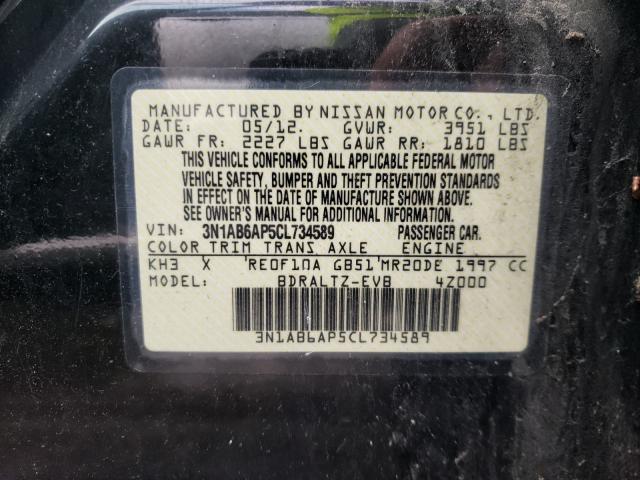 MANUFACTURED BY NISSAN MOTOR CO., LTD.
DATE: 05/12. GVWR: 3951 LBS
GAWR FR: 2227 LBS GAWR RR: 1810 LBS
THIS VEHICLE CONFORMS TO ALL APPLICABLE FEDERAL MOTOR
VEHICLE SAFETY, BUMPER AND THEFT PREVENTION STANDARDS
IN EFFECT ON THE DATE OF MANUFACTURE SHOWN ABOVE.
SEE OWNER'S MANUAL FOR ADDITIONAL INFORMATION.
VIN: 3N1AB6AP5CL734589 PASSENGER CAR.
COLOR TRIM TRANS AXLE ENGINE
KH3 X 'RE0F10A GB51'MR20DE 1997 CC
MODEL: BDRALTZ-EVB 4Z000
3N1AB6AP5CL734589